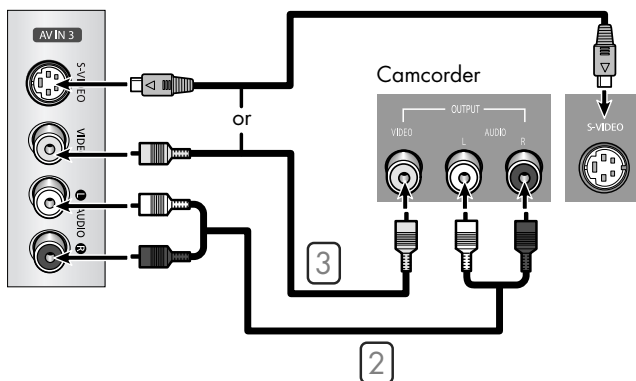 AV IN 3
S-VIDEO
VIDEO
L AUDIO R
or
Camcorder
OUTPUT
VIDEO
L AUDIO R
S-VIDEO
3
2